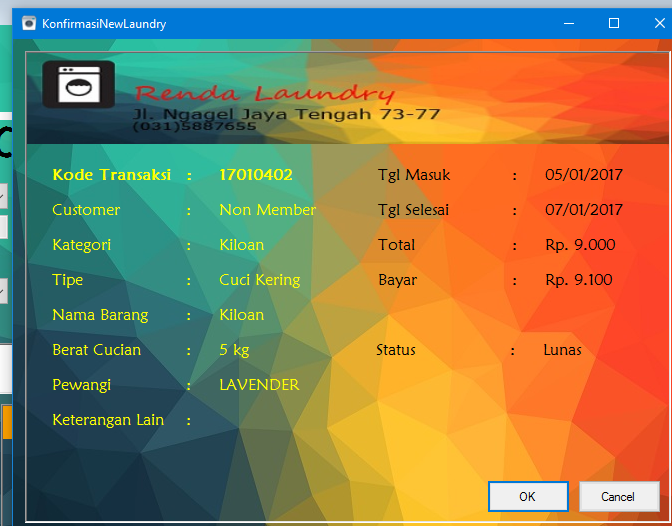 KonfirmasiNewLaundry
Renda Laundry
Jl. Ngagel Jaya Tengah 73-77
(031)5887655
Kode Transaksi : 17010402
Customer : Non Member
Kategori : Kiloan
Tipe : Cuci Kering
Nama Barang : Kiloan
Berat Cucian : 5 kg
Pewangi : LAVENDER
Keterangan Lain :
Tgl Masuk : 05/01/2017
Tgl Selesai : 07/01/2017
Total : Rp. 9.000
Bayar : Rp. 9.100
Status : Lunas
OK
Cancel